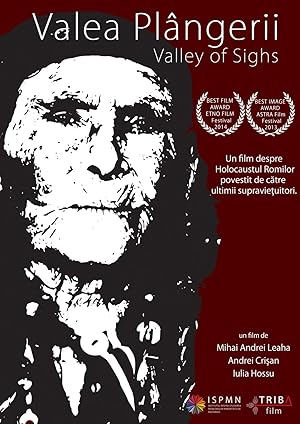 Valea Plângerii
Valley of Sighs
BEST FILM
AWARD
ETNO FILM
Festival
2014
BEST IMAGE
AWARD
ASTRA Film
Festival
2013
Un film despre
Holocaustul Romilor
povestit de către
ultimii supravieţuitori.
un film de
Mihai Andrei Leaha
Andrei Crişan
Iulia Hossu
ISPMN
TRIBA
film